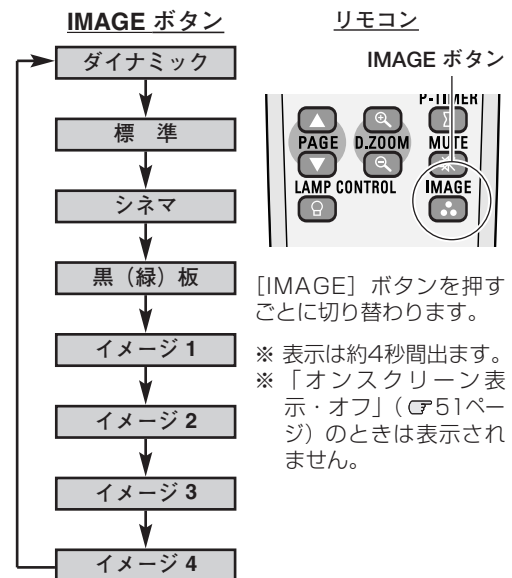 IMAGE ボタン
ダイナミック
標 準
シネマ
黒（緑）板
イメージ 1
イメージ 2
イメージ 3
イメージ 4
リモコン
IMAGE ボタン
P-TIMER
PAGE D.ZOOM MUTE
LAMP CONTROL IMAGE
［IMAGE］ボタンを押す
ごとに切り替わります。
※ 表示は約4秒間出ます。
※「オンスクリーン表
示・オフ」（☞51ペー
ジ）のときは表示され
ません。